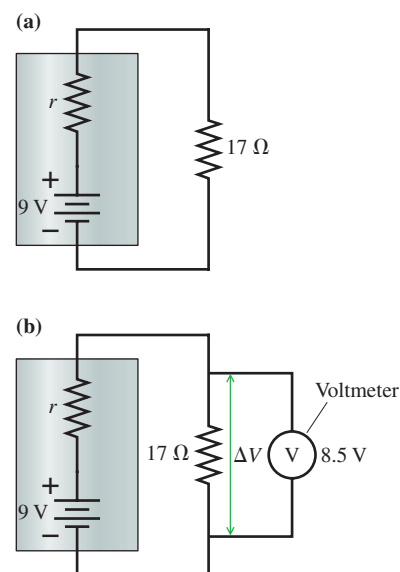 (a)
r
17 Ω
+
9 V
−
(b)
Voltmeter
r
17 Ω
ΔV
V
8.5 V
+
9 V
−